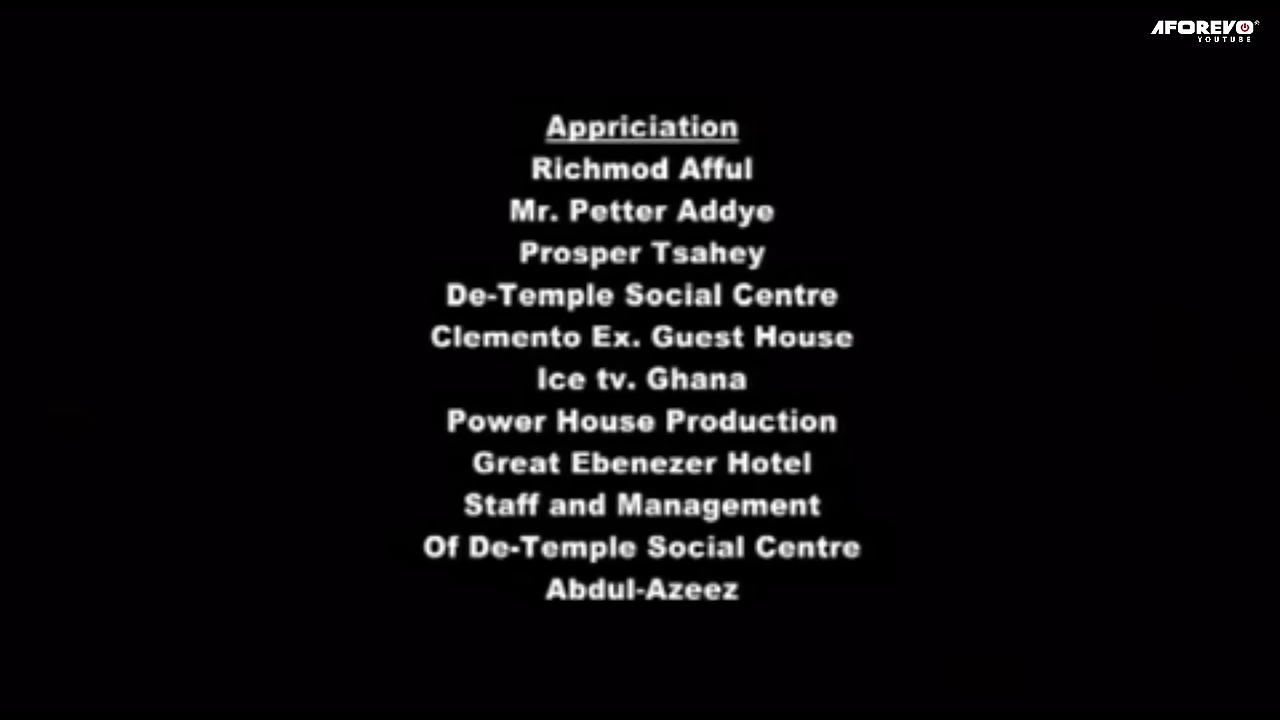 AFOREVO
YOUTUBE
Appriciation
Richmod Afful
Mr. Petter Addye
Prosper Tsahey
De-Temple Social Centre
Clemento Ex. Guest House
Ice tv. Ghana
Power House Production
Great Ebenezer Hotel
Staff and Management
Of De-Temple Social Centre
Abdul-Azeez